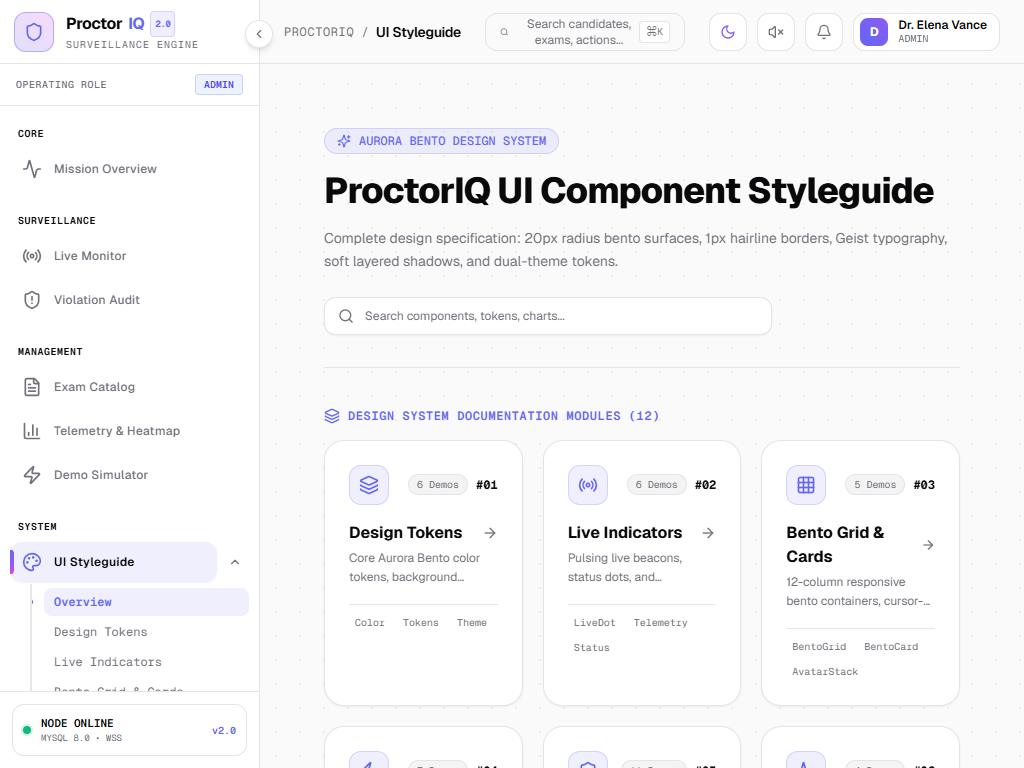 Proctor IQ 2.0
SURVEILLANCE ENGINE
PROCTORIQ / UI Styleguide
Search candidates, exams, actions… ⌘K
D
Dr. Elena Vance
ADMIN
OPERATING ROLE
ADMIN
CORE
Mission Overview
SURVEILLANCE
Live Monitor
Violation Audit
MANAGEMENT
Exam Catalog
Telemetry & Heatmap
Demo Simulator
SYSTEM
UI Styleguide
Overview
Design Tokens
Live Indicators
Bento Grid & Cards
NODE ONLINE
MYSQL 8.0 • WSS
v2.0
AURORA BENTO DESIGN SYSTEM
ProctorIQ UI Component Styleguide
Complete design specification: 20px radius bento surfaces, 1px hairline borders, Geist typography,
soft layered shadows, and dual-theme tokens.
Search components, tokens, charts…
DESIGN SYSTEM DOCUMENTATION MODULES (12)
6 Demos #01
Design Tokens
Core Aurora Bento color
tokens, background…
Color Tokens Theme
6 Demos #02
Live Indicators
Pulsing live beacons,
status dots, and…
LiveDot Telemetry
Status
5 Demos #03
Bento Grid &
Cards
12-column responsive
bento containers, cursor-…
BentoGrid BentoCard
AvatarStack